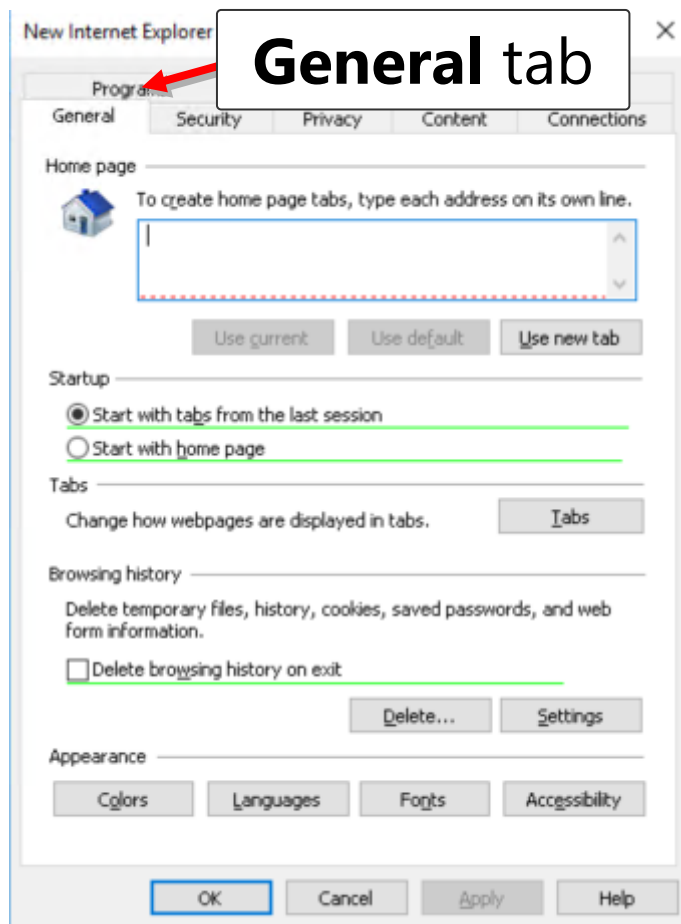 New Internet Explorer
General tab
General
Security
Privacy
Content
Connections
Home page
To create home page tabs, type each address on its own line.
Use current
Use default
Use new tab
Startup
Start with tabs from the last session
Start with home page
Tabs
Change how webpages are displayed in tabs.
Tabs
Browsing history
Delete temporary files, history, cookies, saved passwords, and web
form information.
Delete browsing history on exit
Delete...
Settings
Appearance
Colors
Languages
Fonts
Accessibility
OK
Cancel
Apply
Help